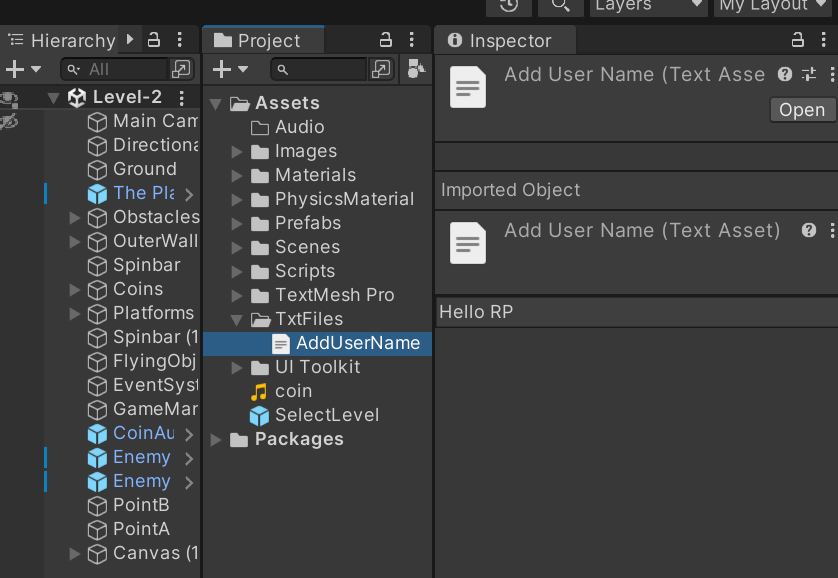 Layers
My Layout
Hierarchy
All
Level-2
Main Cam
Directiona
Ground
The Pla
Obstacles
OuterWall
Spinbar
Coins
Platforms
Spinbar (1
FlyingObj
EventSyst
GameMar
CoinAu
Enemy
Enemy
PointB
PointA
Canvas (1
Project
Assets
Audio
Images
Materials
PhysicsMaterial
Prefabs
Scenes
Scripts
TextMesh Pro
TxtFiles
AddUserName
UI Toolkit
coin
SelectLevel
Packages
Inspector
Add User Name (Text Asse
Open
Imported Object
Add User Name (Text Asset)
Hello RP